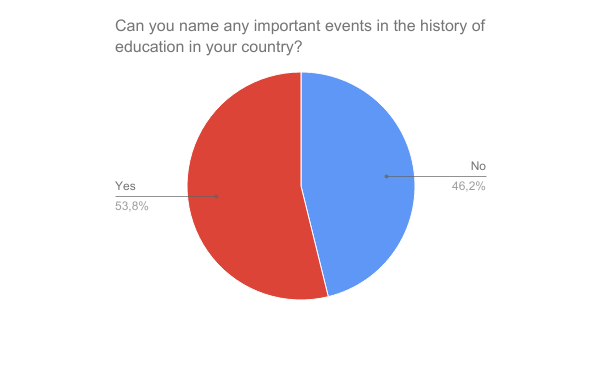 Can you name any important events in the history of
education in your country?
No
46,2%
Yes
53,8%